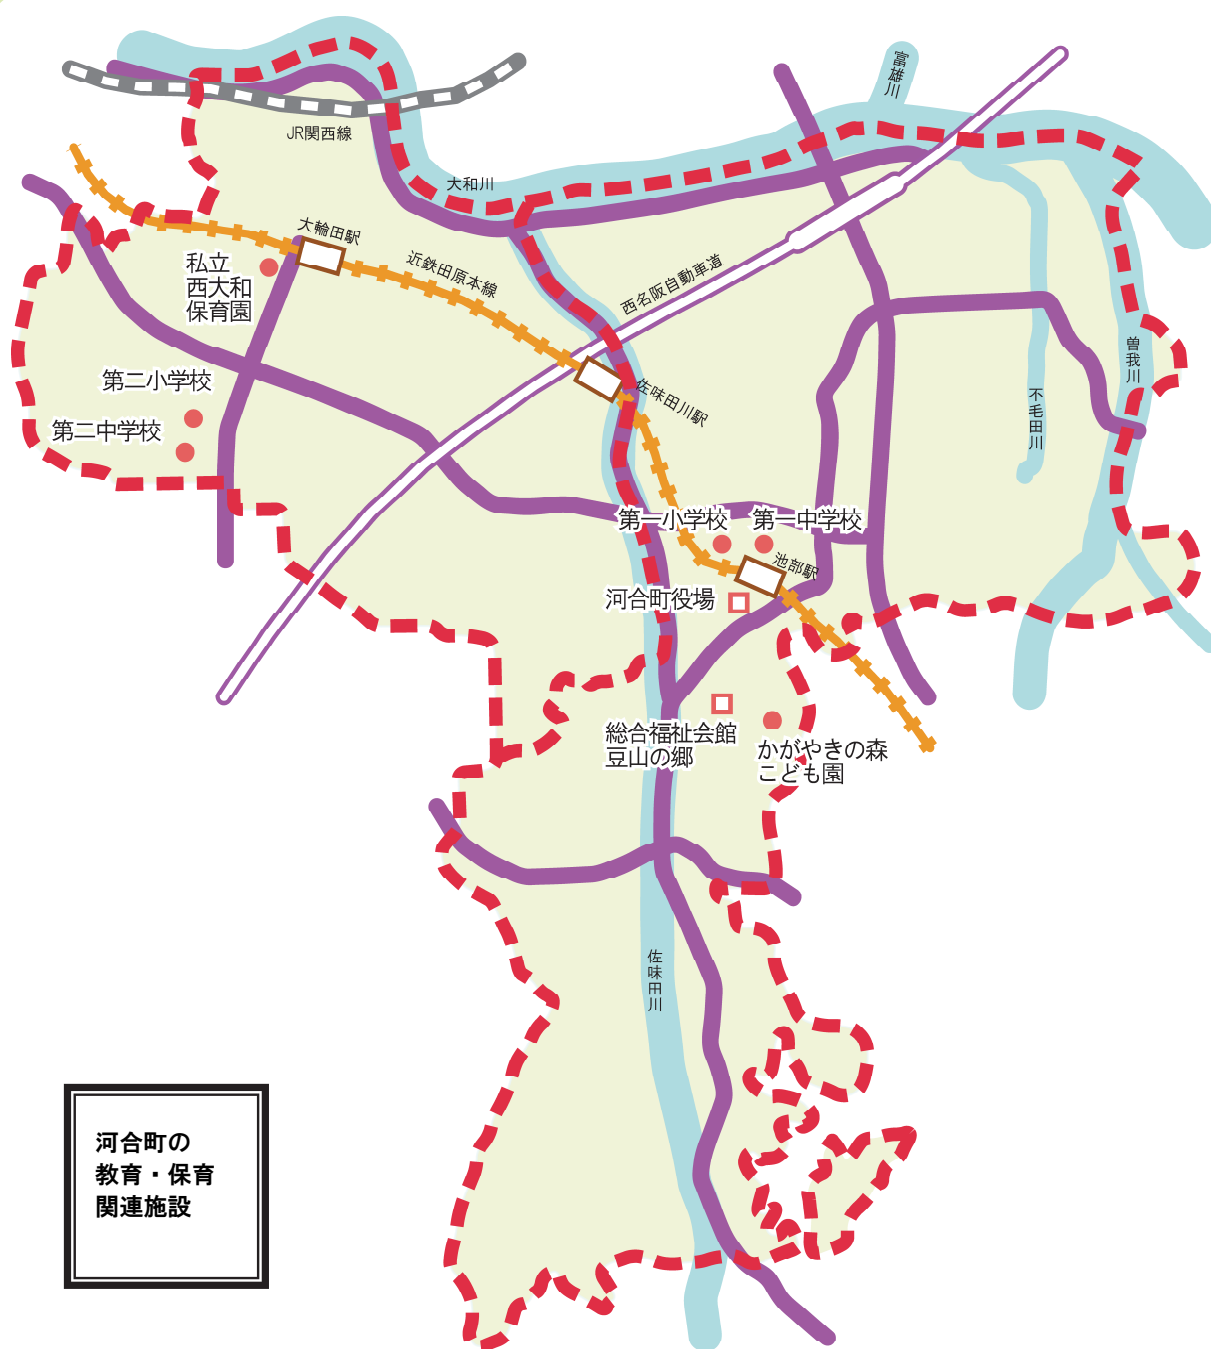 富雄川
JR関西線
大和川
大輪田駅
近鉄田原本線
西名阪自動車道
私立
西大和
保育園
曽我川
不毛田川
第二小学校
佐味田川駅
第二中学校
第一小学校
第一中学校
池部駅
河合町役場
総合福祉会館
豆山の郷
かがやきの森
こども園
佐味田川
河合町の
教育・保育
関連施設